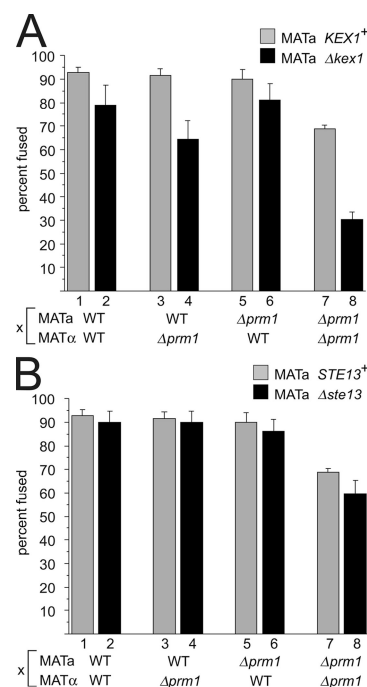 A
MATa KEX1+
MATa Δkex1
percent fused
100
90
80
70
60
50
40
30
20
10
1 2 3 4 5 6 7 8
x MATa WT WT Δprm1 Δprm1
MATα WT Δprm1 WT Δprm1
B
MATa STE13+
MATa Δste13
percent fused
100
90
80
70
60
50
40
30
20
10
1 2 3 4 5 6 7 8
x MATa WT WT Δprm1 Δprm1
MATα WT Δprm1 WT Δprm1